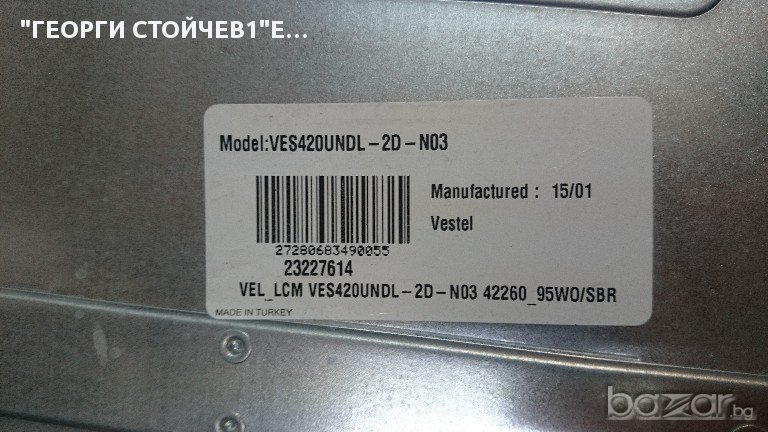 "ГЕОРГИ СТОЙЧЕВ1"Е...
Model:VES420UNDL-2D-N03
Manufactured : 15/01
Vestel
27280683490055
23227614
VEL_LCM VES420UNDL-2D-N03 42260_95WO/SBR
MADE IN TURKEY
bazar.bg